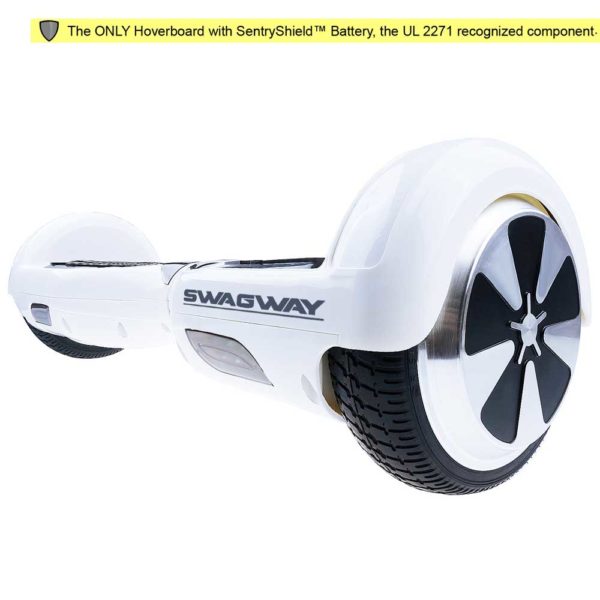 The ONLY Hoverboard with SentryShield™ Battery, the UL 2271 recognized component.
SWAGWAY